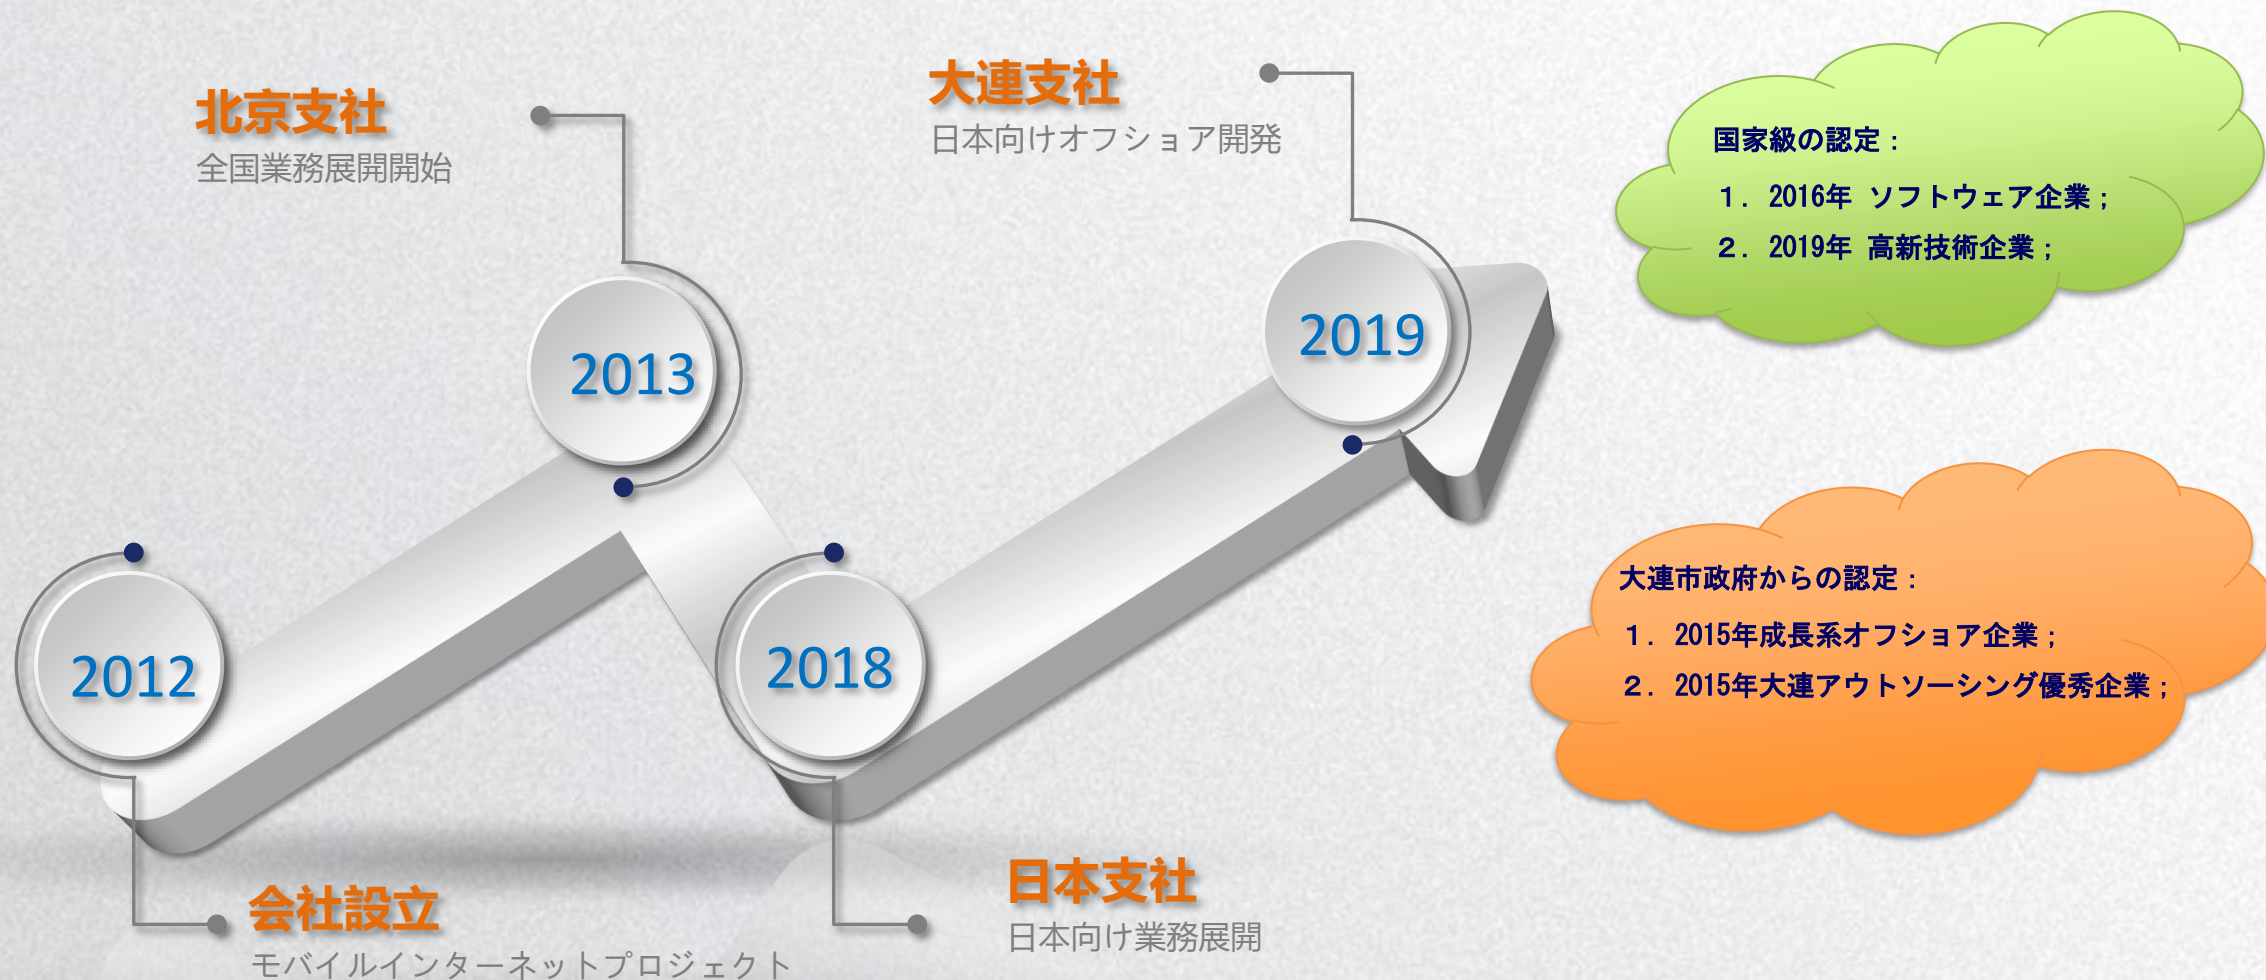 北京支社
全国業務展開開始
大連支社
日本向けオフショア開発
2012
2013
2018
2019
会社設立
モバイルインターネットプロジェクト
日本支社
日本向け業務展開
国家級の認定：
１．2016年 ソフトウェア企業；
２．2019年 高新技術企業；
大連市政府からの認定：
１．2015年成長系オフショア企業；
２．2015年大連アウトソーシング優秀企業；